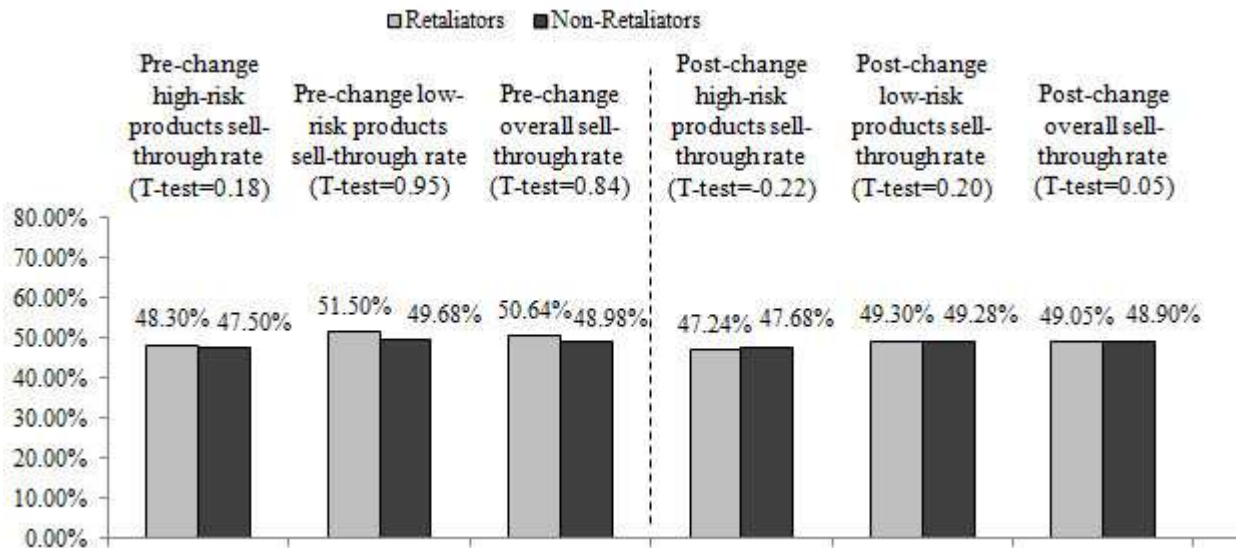 Retaliators Non-Retaliators
Pre-change
high-risk
products sell-
through rate
(T-test=0.18)
Pre-change low-
risk products
sell-through rate
(T-test=0.95)
Pre-change
overall sell-
through rate
(T-test=0.84)
Post-change
high-risk
products sell-
through rate
(T-test=-0.22)
Post-change
low-risk
products sell-
through rate
(T-test=0.20)
Post-change
overall sell-
through rate
(T-test=0.05)
80.00%
70.00%
60.00%
50.00%
40.00%
30.00%
20.00%
10.00%
0.00%
48.30% 47.50%
51.50% 49.68%
50.64% 48.98%
47.24% 47.68%
49.30% 49.28%
49.05% 48.90%